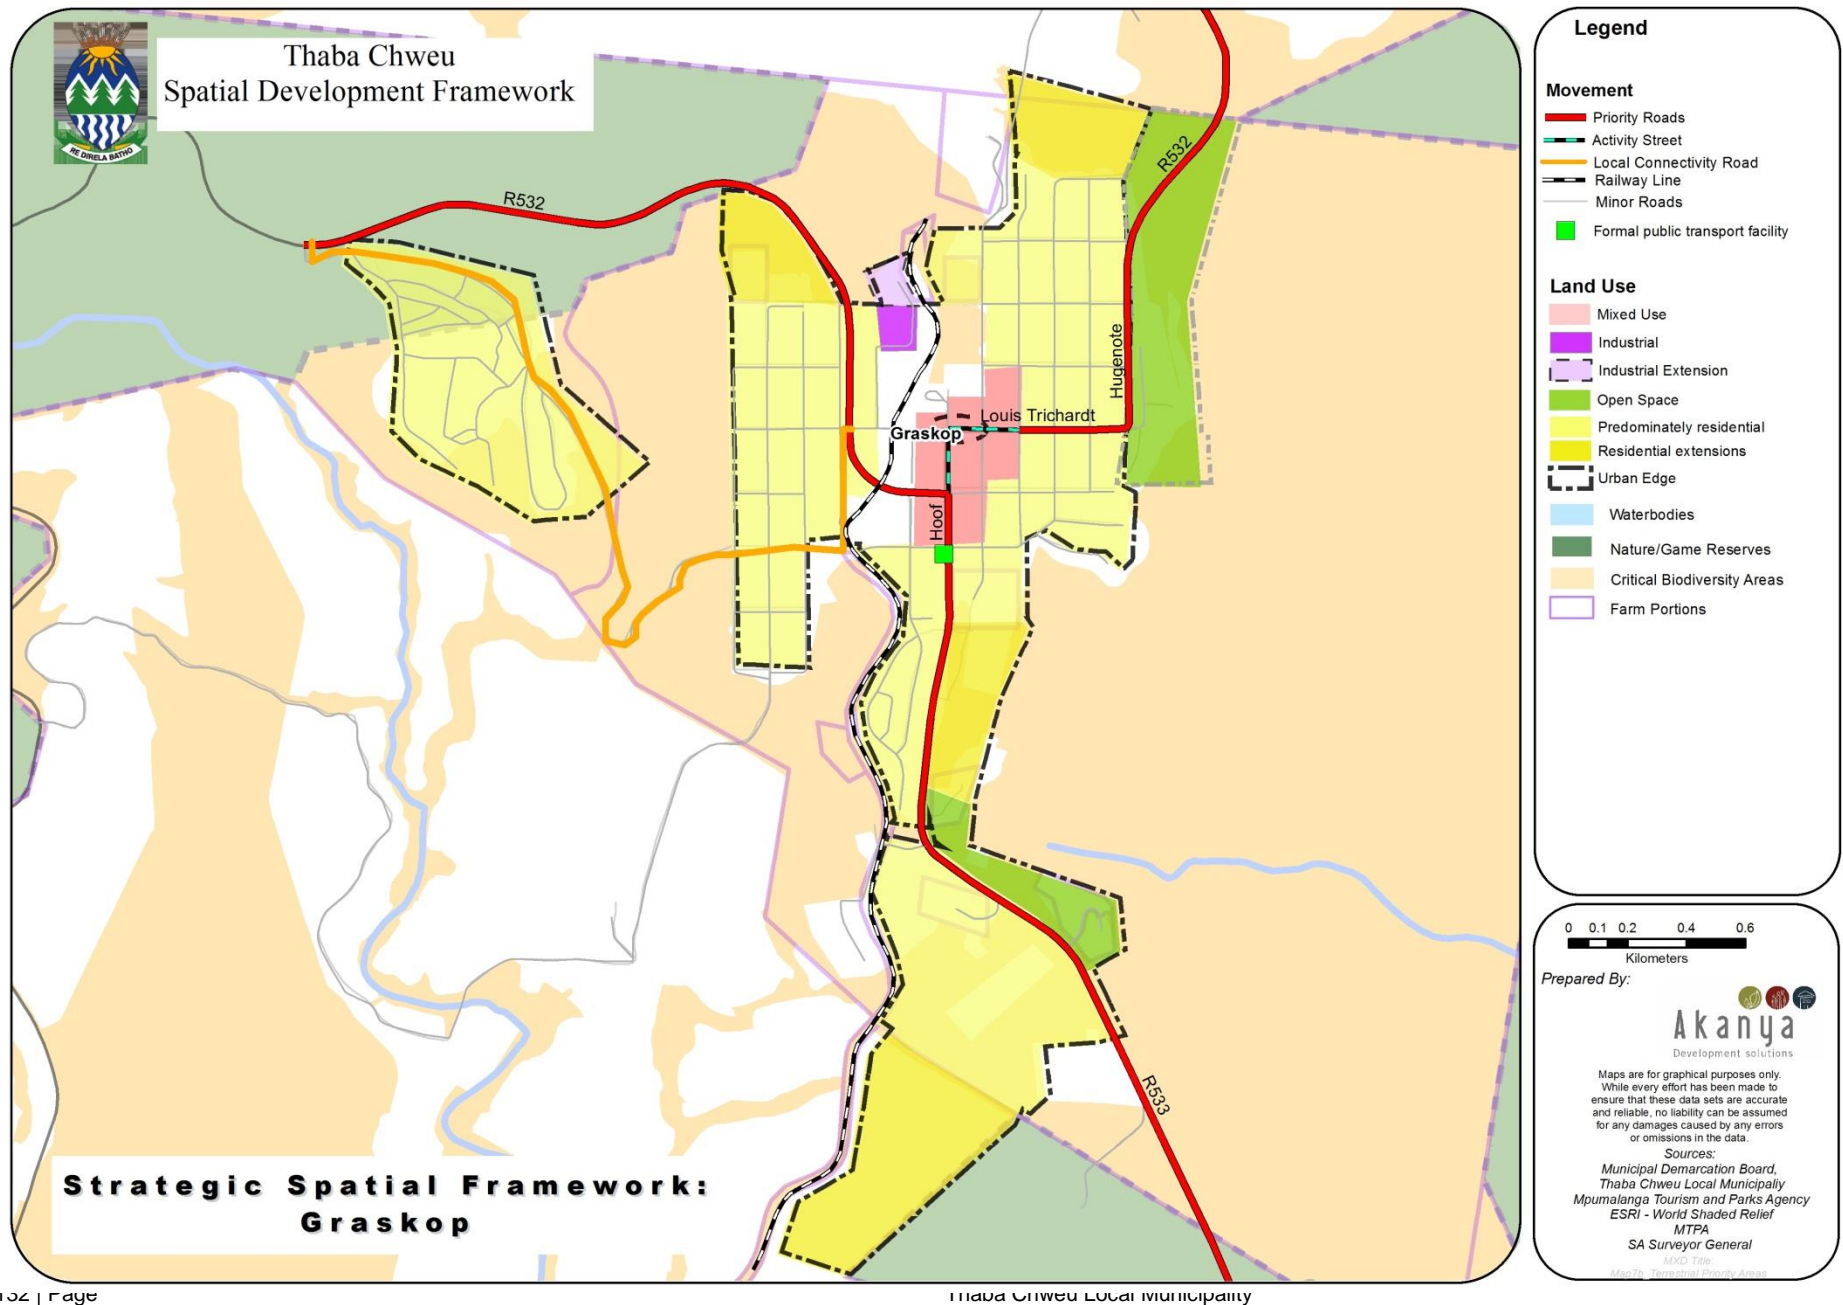 Thaba Chweu
Spatial Development Framework
RE DIRELA BATHO
R532
R532
Hugenote
Louis Trichardt
Graskop
Hoof
R533
Strategic Spatial Framework:
Graskop
Legend
Movement
Priority Roads
Activity Street
Local Connectivity Road
Railway Line
Minor Roads
Formal public transport facility
Land Use
Mixed Use
Industrial
Industrial Extension
Open Space
Predominately residential
Residential extensions
Urban Edge
Waterbodies
Nature/Game Reserves
Critical Biodiversity Areas
Farm Portions
0 0.1 0.2 0.4 0.6
Kilometers
Prepared By:
Akanya
Development solutions
Maps are for graphical purposes only.
While every effort has been made to
ensure that these data sets are accurate
and reliable, no liability can be assumed
for any damages caused by any errors
or omissions in the data.
Sources:
Municipal Demarcation Board,
Thaba Chweu Local Municipaliy
Mpumalanga Tourism and Parks Agency
ESRI - World Shaded Relief
MTPA
SA Surveyor General
MXD Title:
Map7b_Terrestrial Priority Areas
132 | Page
Thaba Chweu Local Municipality